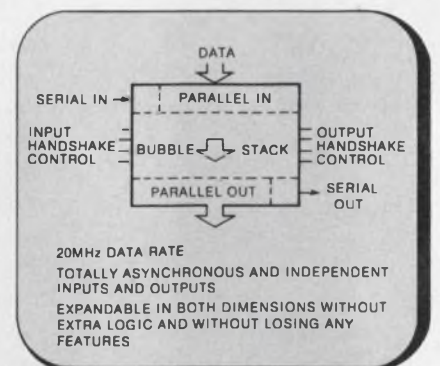 DATA
SERIAL IN
PARALLEL IN
INPUT
HANDSHAKE
CONTROL
BUBBLE STACK
OUTPUT
HANDSHAKE
CONTROL
PARALLEL OUT
SERIAL
OUT
20MHz DATA RATE
TOTALLY ASYNCHRONOUS AND INDEPENDENT
INPUTS AND OUTPUTS
EXPANDABLE IN BOTH DIMENSIONS WITHOUT
EXTRA LOGIC AND WITHOUT LOSING ANY
FEATURES